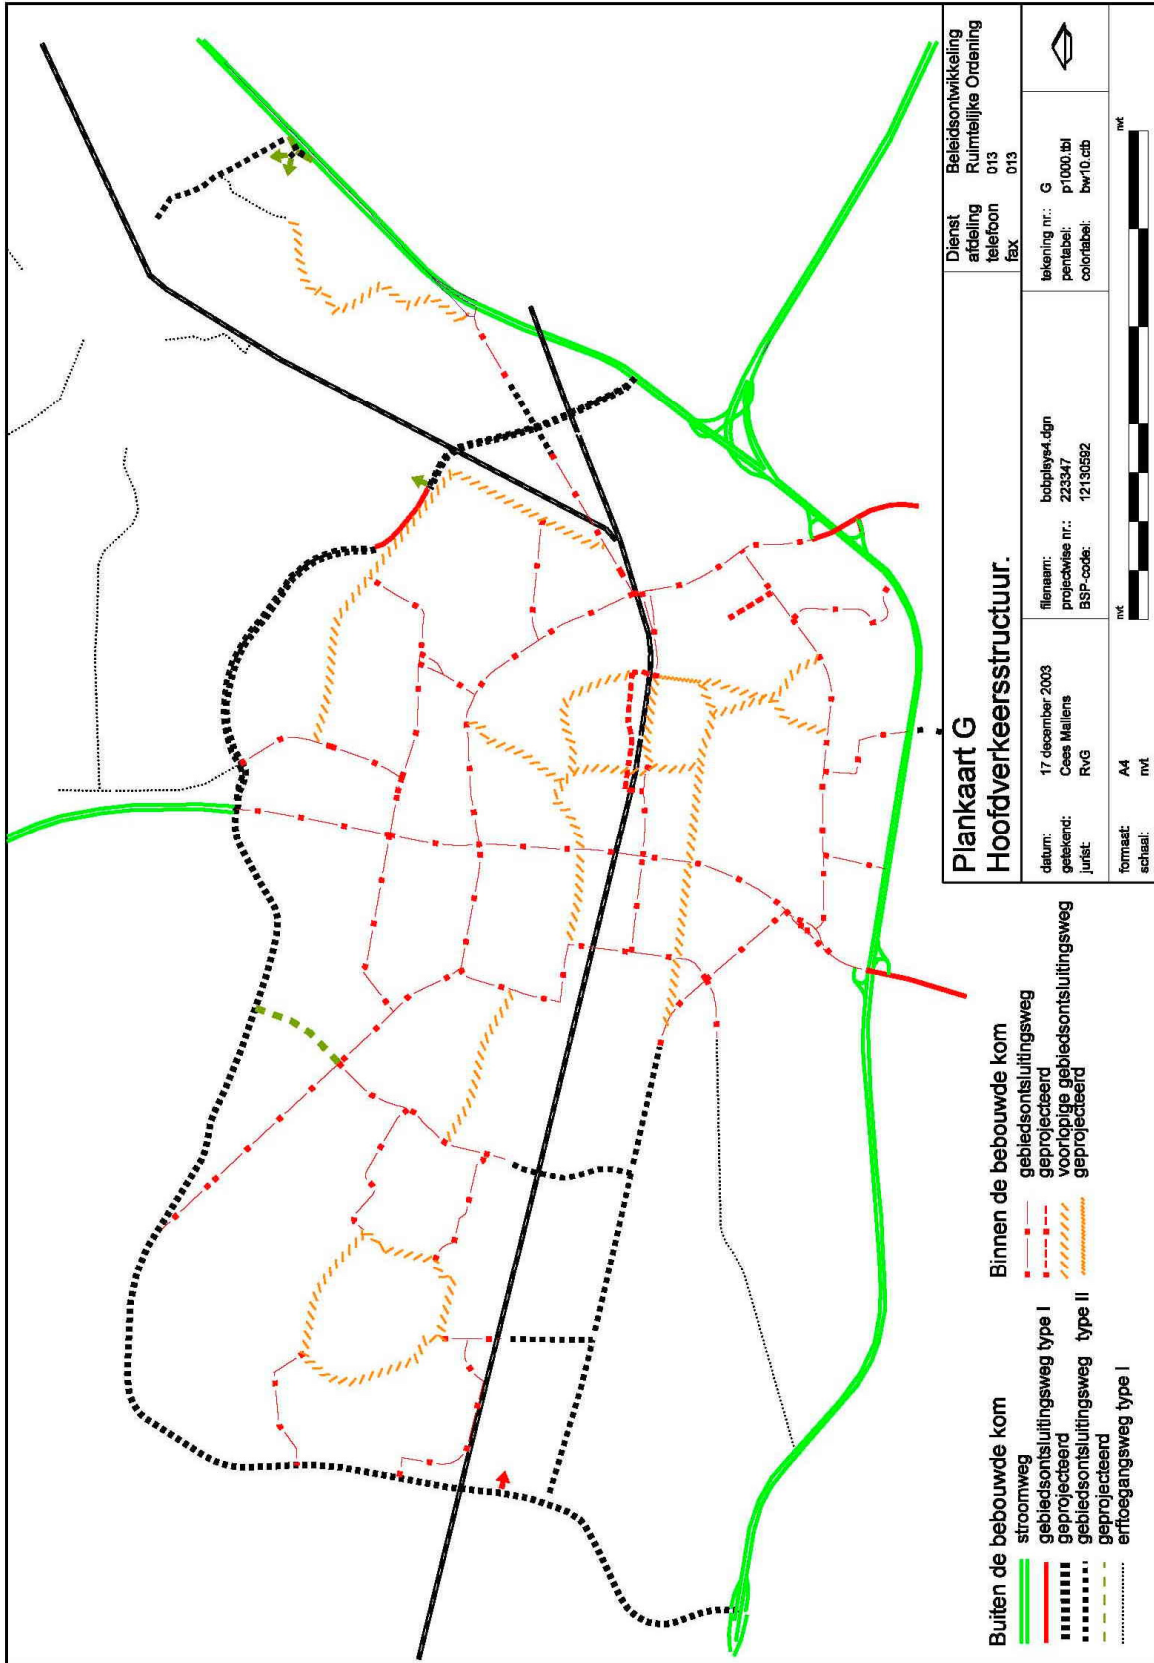 Buiten de bebouwde kom
stroomweg
gebiedsontsluitingsweg type I
geprojecteerd
gebiedsontsluitingsweg type II
geprojecteerd
erftoegangsweg type I
Binnen de bebouwde kom
gebiedsontsluitingsweg
geprojecteerd
voorlopige gebiedsontsluitingsweg
geprojecteerd
Plankaart G
Hoofdverkeersstructuur.
Dienst Beleidsontwikkeling
afdeling Ruimtelijke Ordening
telefoon 013
fax 013
datum: 17 december 2003
getekend: Cees Mallens
jurist: RvG
filenaam: bobplsys4.dgn
projectwise nr.: 223347
BSP-code: 12130592
tekening nr.: G
pentabel: p1000.tbl
colortabel: bw10.ctb
formaat: A4
schaal: nvt
nvt nvt